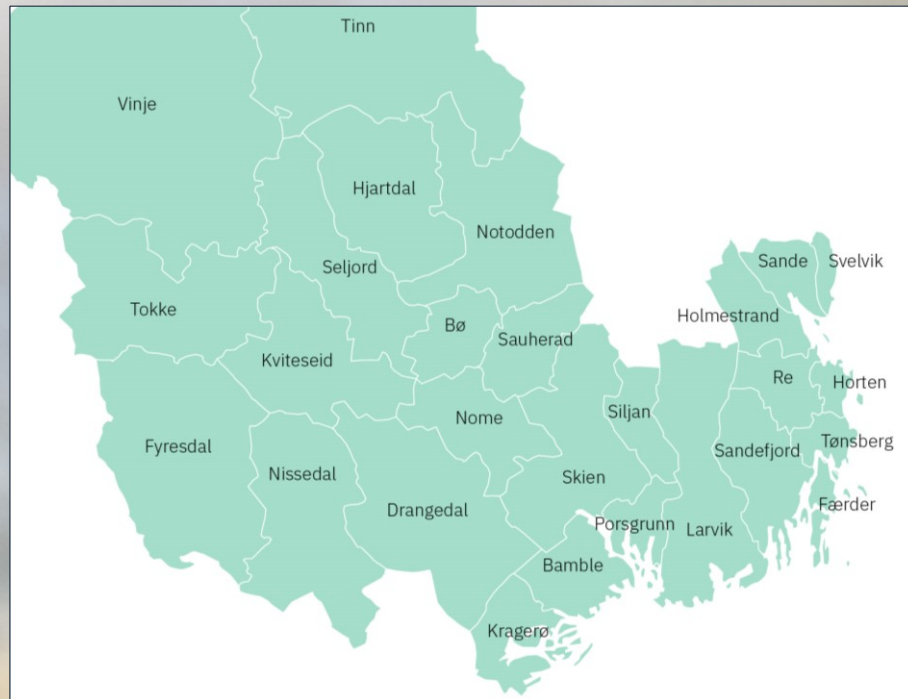 Tinn
Vinje
Hjartdal
Notodden
Seljord
Sande
Svelvik
Tokke
Holmestrand
Bø
Sauherad
Kviteseid
Re
Horten
Siljan
Nome
Fyresdal
Tønsberg
Sandefjord
Nissedal
Skien
Færder
Drangedal
Porsgrunn
Larvik
Bamble
Kragerø